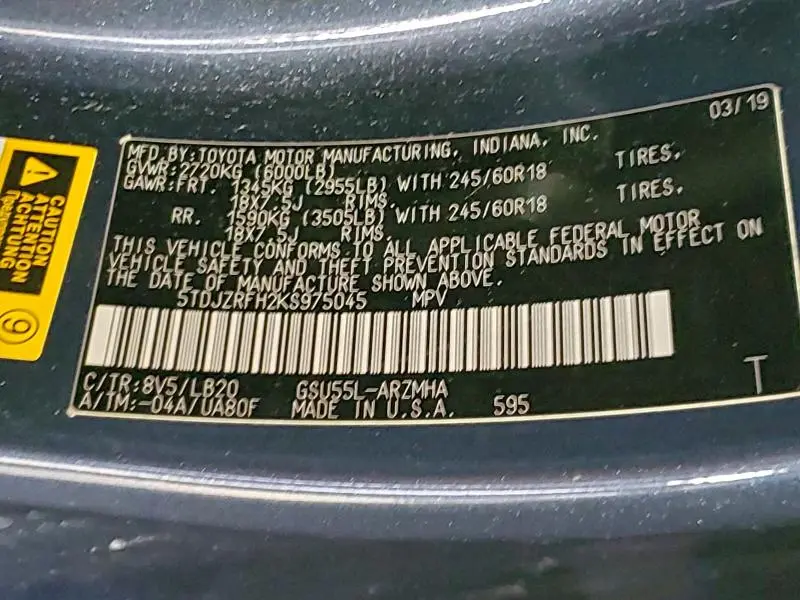 03/19
MFD.BY:TOYOTA MOTOR MANUFACTURING, INDIANA, INC.
GVWR:2720KG (6000LB)
GAWR:FRT. 1345KG (2955LB) WITH 245/60R18 TIRES,
18X7.5J RIMS.
RR. 1590KG (3505LB) WITH 245/60R18 TIRES,
18X7.5J RIMS.
THIS VEHICLE CONFORMS TO ALL APPLICABLE FEDERAL MOTOR
VEHICLE SAFETY AND THEFT PREVENTION STANDARDS IN EFFECT ON
THE DATE OF MANUFACTURE SHOWN ABOVE.
5TDJZRFH2KS975045 MPV
C/TR:8V5/LB20 GSU55L-ARZMHA
A/TM:-04A/UA80F MADE IN U.S.A. 595
T
CAUTION
ATTENTION
ACHTUNG
9